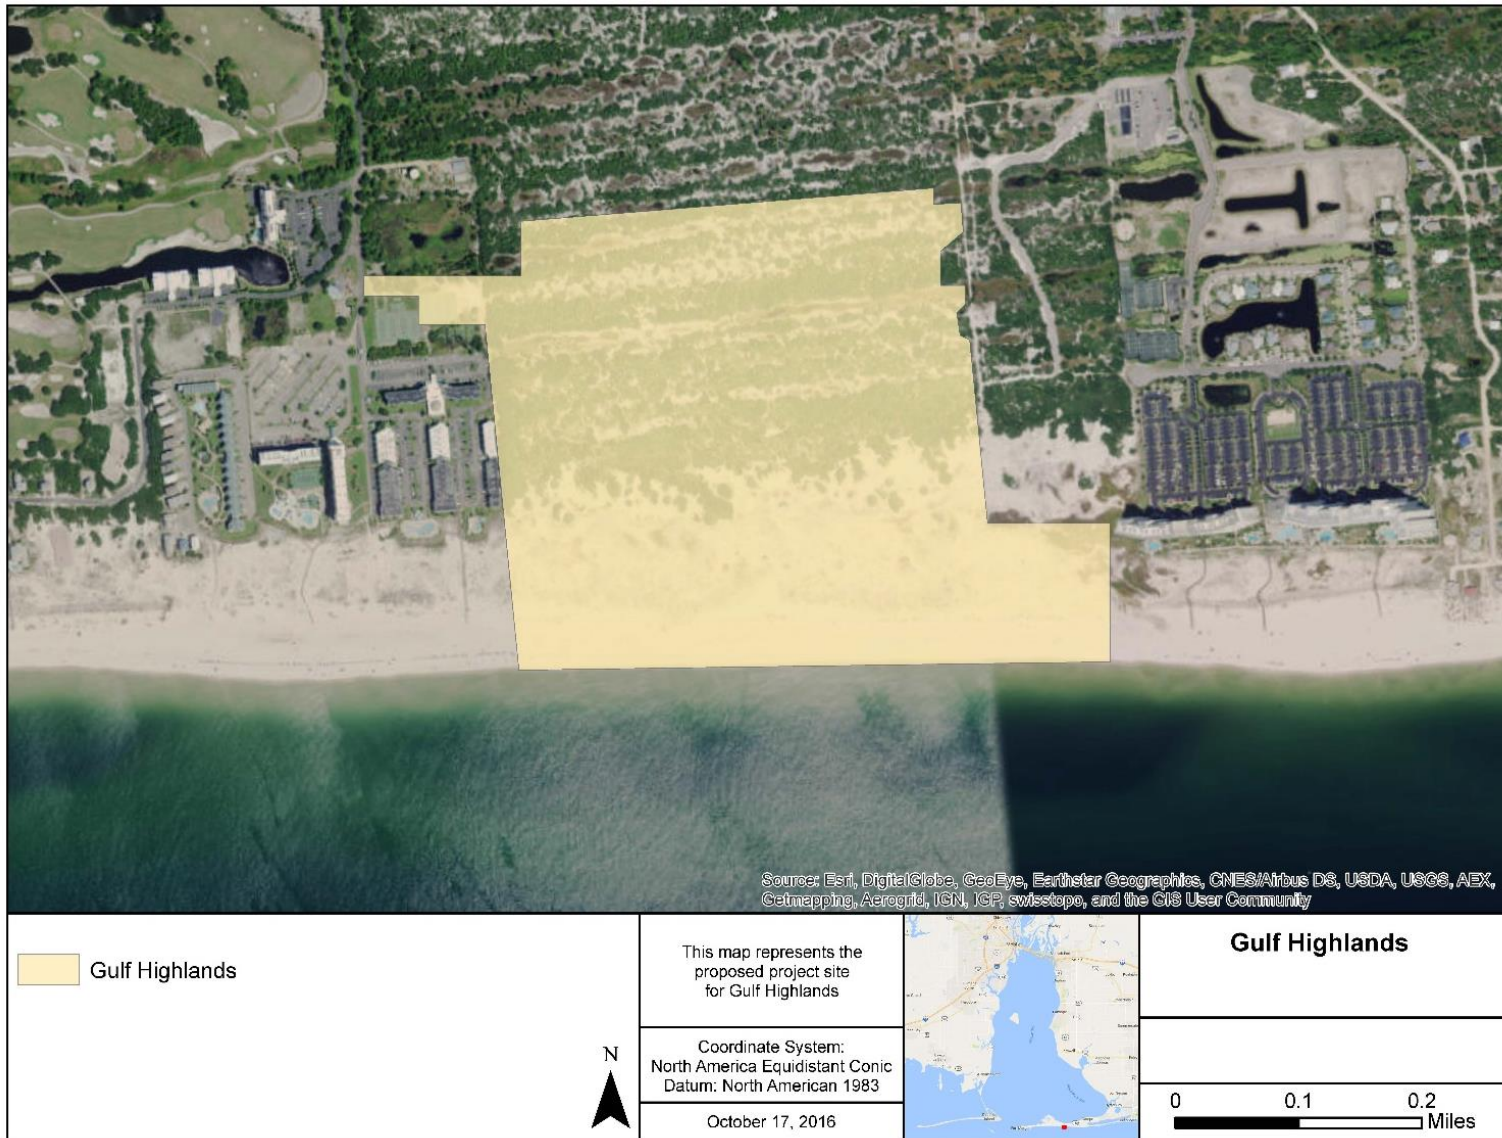 Source: Esri, DigitalGlobe, GeoEye, Earthstar Geographics, CNES/Airbus DS, USDA, USGS, AEX,
Getmapping, Aerogrid, IGN, IGP, swisstopo, and the GIS User Community
Gulf Highlands
N
This map represents the
proposed project site
for Gulf Highlands
Coordinate System:
North America Equidistant Conic
Datum: North American 1983
October 17, 2016
Gulf Highlands
0 0.1 0.2
Miles